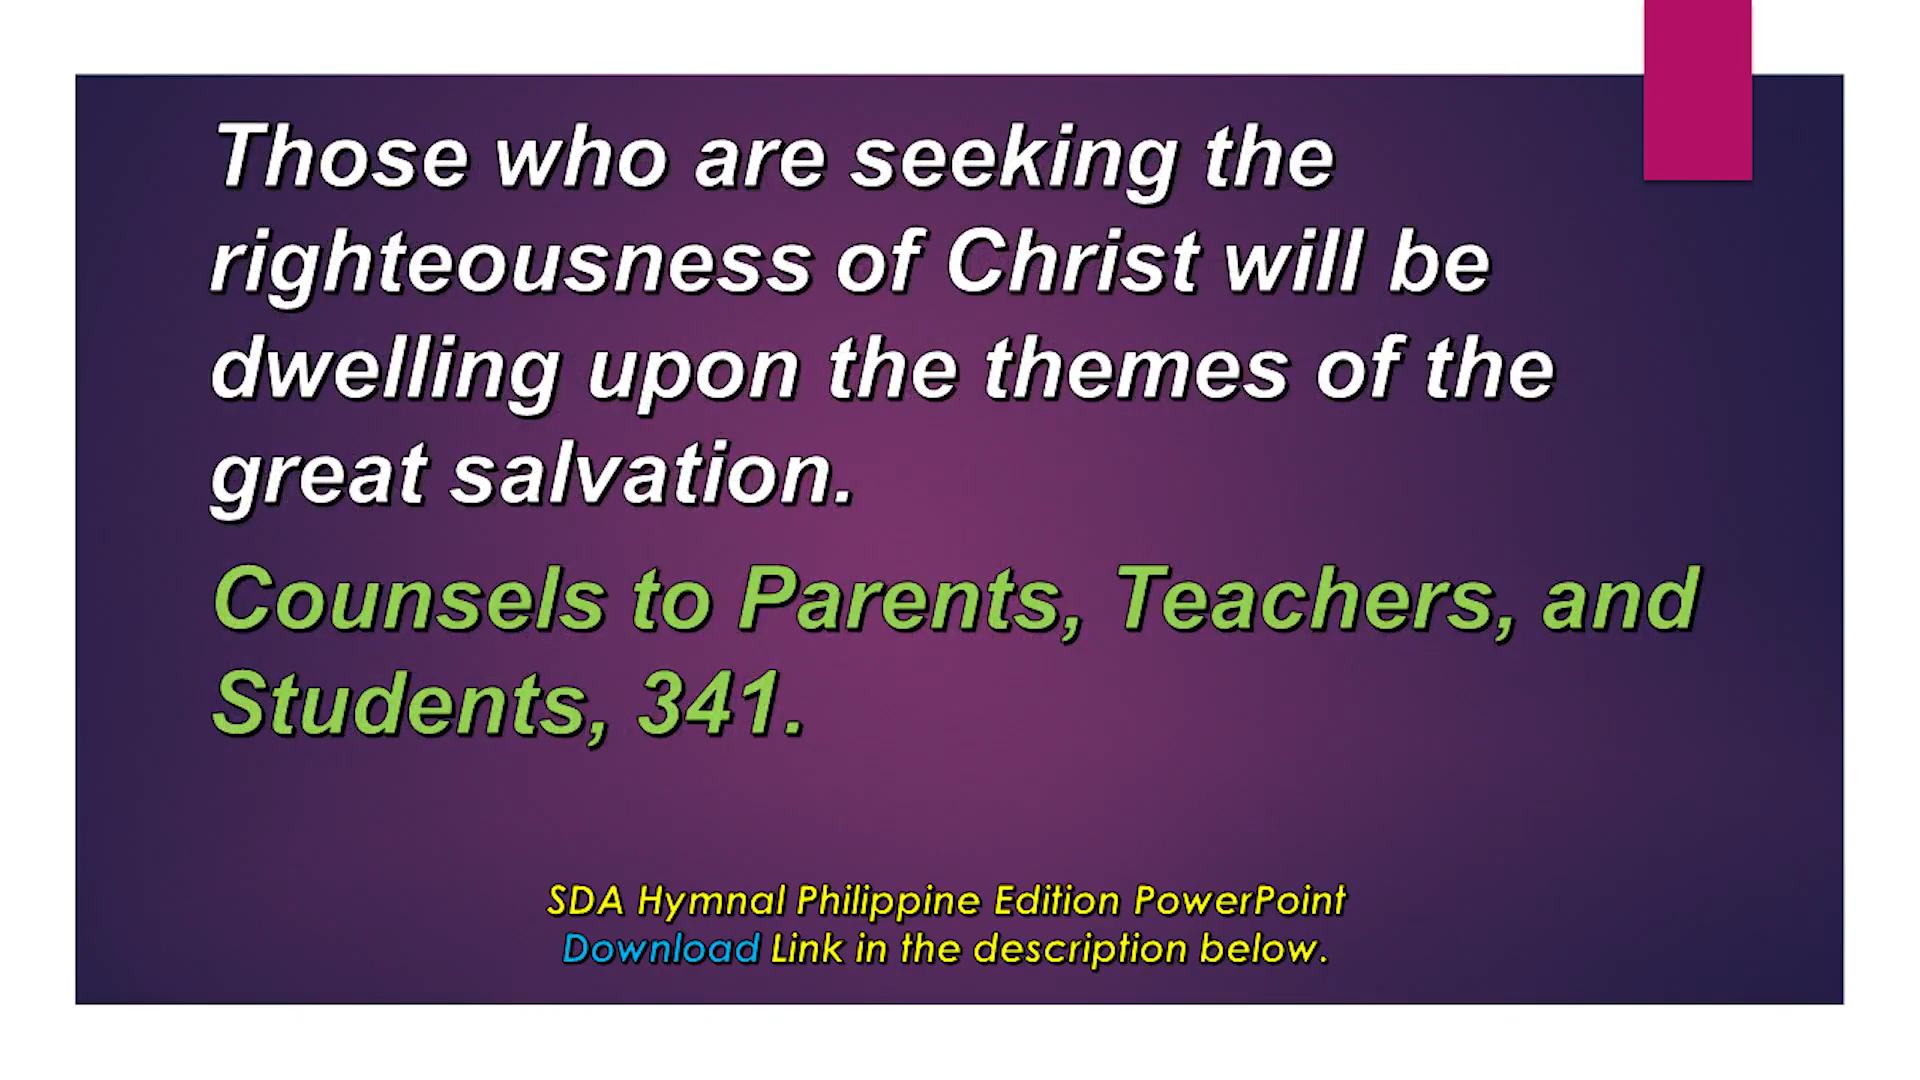 Those who are seeking the
righteousness of Christ will be
dwelling upon the themes of the
great salvation.
Counsels to Parents, Teachers, and
Students, 341.
SDA Hymnal Philippine Edition PowerPoint
Download Link in the description below.